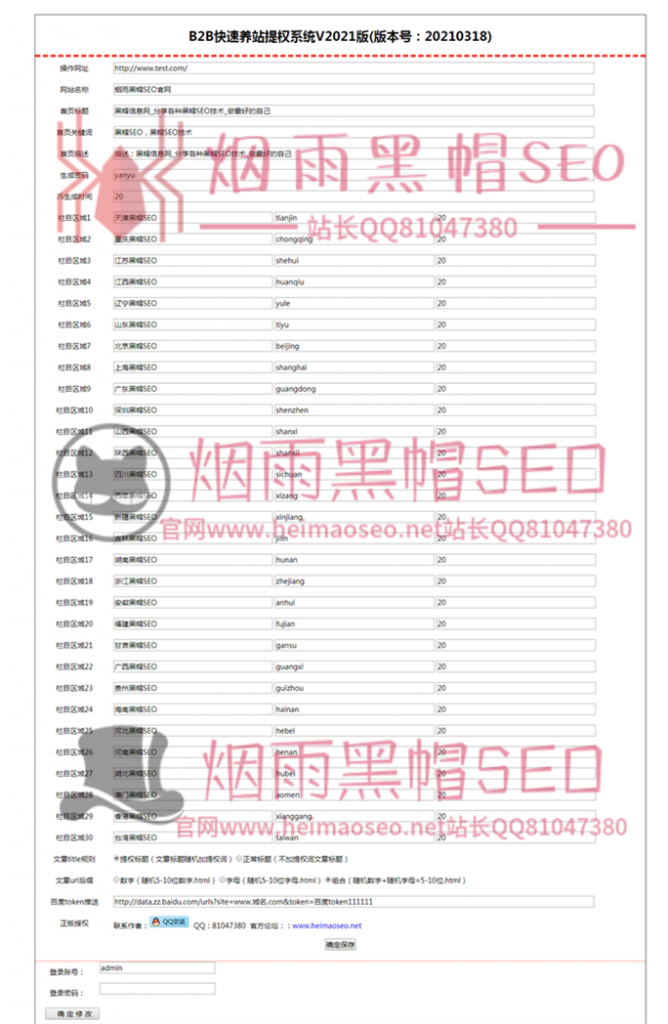 B2B快速养站提权系统V2021版(版本号：20210318)
操作网址 http://www.test.com/
网站名称 烟雨黑帽SEO官网
首页标题 黑帽信息网_分享各种黑帽SEO技术_做最好的自己
首页关键词 黑帽SEO，黑帽SEO技术
首页描述 描述：黑帽信息网_分享各种黑帽SEO技术_做最好的自己
烟雨黑帽SEO
生成密码 yanyu
后生成时间 20
栏目区域1 天津黑帽SEO tianjin 20
站长QQ81047380
栏目区域2 重庆黑帽SEO chongqing 20
栏目区域3 江苏黑帽SEO shehui 20
栏目区域4 江西黑帽SEO huanqiu 20
栏目区域5 辽宁黑帽SEO yule 20
栏目区域6 山东黑帽SEO tiyu 20
栏目区域7 北京黑帽SEO beijing 20
栏目区域8 上海黑帽SEO shanghai 20
栏目区域9 广东黑帽SEO guangdong 20
栏目区域10 深圳黑帽SEO shenzhen 20
栏目区域11 山西黑帽SEO shanxi 20
栏目区域12 陕西黑帽SEO shanxii 20
烟雨黑帽SEO
栏目区域13 四川黑帽SEO sichuan 20
栏目区域14 西藏黑帽SEO xizang 20
栏目区域15 新疆黑帽SEO xinjiang 20
官网www.heimaoseo.net站长QQ81047380
栏目区域16 吉林黑帽SEO jilin 20
栏目区域17 湖南黑帽SEO hunan 20
栏目区域18 浙江黑帽SEO zhejiang 20
栏目区域19 安徽黑帽SEO anhui 20
栏目区域20 福建黑帽SEO fujian 20
栏目区域21 甘肃黑帽SEO gansu 20
栏目区域22 广西黑帽SEO guangxi 20
栏目区域23 贵州黑帽SEO guizhou 20
栏目区域24 海南黑帽SEO hainan 20
栏目区域25 河北黑帽SEO hebei 20
栏目区域26 河南黑帽SEO henan 20
烟雨黑帽SEO
栏目区域27 湖北黑帽SEO hubei 20
栏目区域28 澳门黑帽SEO aomen 20
栏目区域29 香港黑帽SEO xianggang 20
官网www.heimaoseo.net站长QQ81047380
栏目区域30 台湾黑帽SEO taiwan 20
文章title规则 提权标题（文章标题随机加提权词） 正常标题（不加提权词文章标题）
文章url后缀 数字（随机5-10位数字.html） 字母（随机5-10位字母.html） 组合（随机数字+随机字母=5-10位.html）
百度token推送 http://data.zz.baidu.com/urls?site=www.域名.com&token=百度token111111
正版授权 联系作者： QQ交谈 QQ：81047380 官方论坛：：www.heimaoseo.net
确定保存
登录账号： admin
登录密码：
确定修改